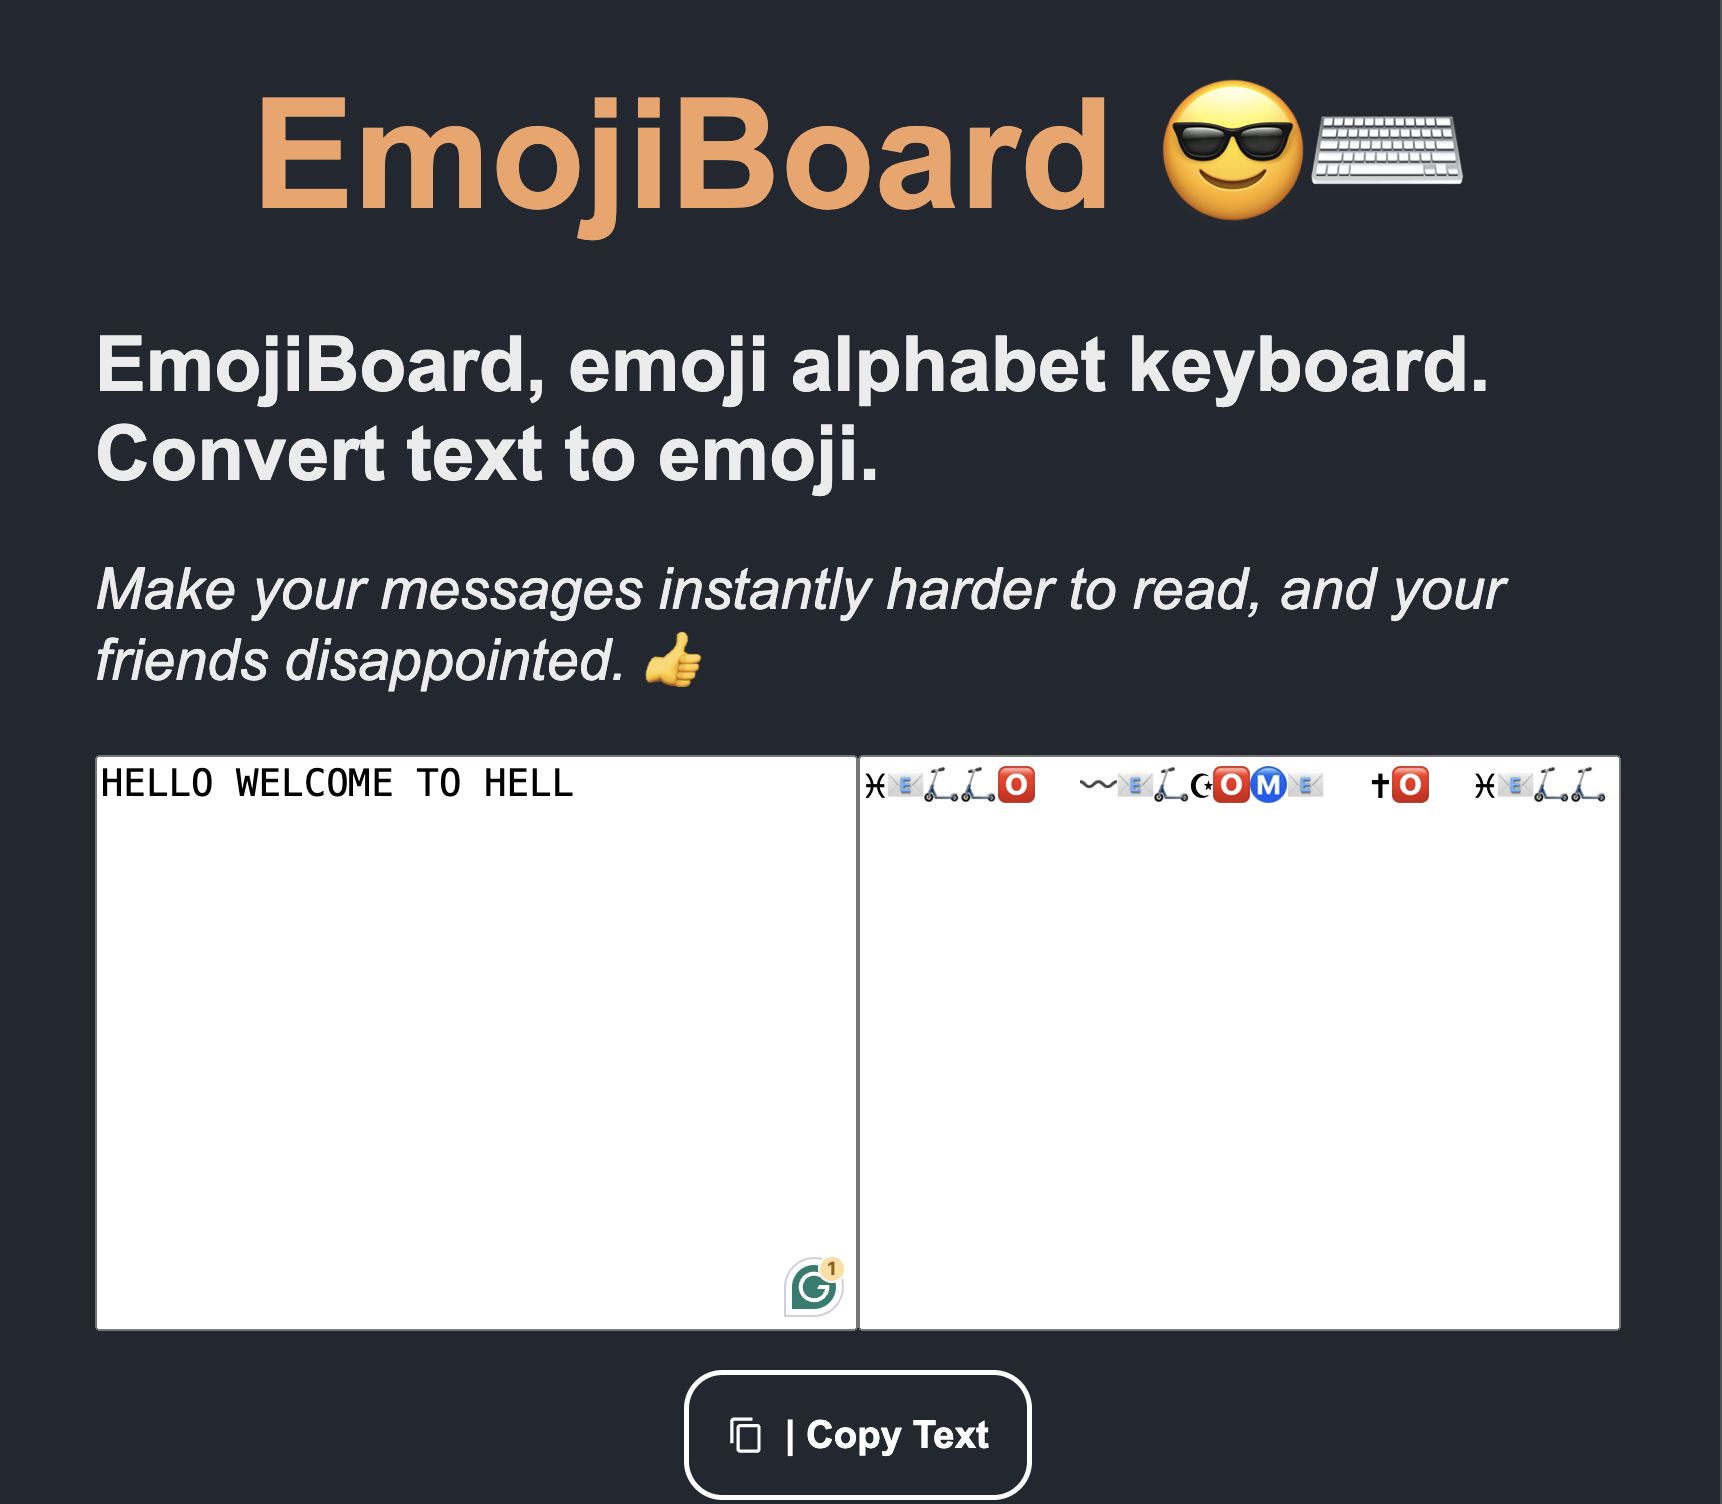 EmojiBoard 😎⌨️
EmojiBoard, emoji alphabet keyboard.
Convert text to emoji.
Make your messages instantly harder to read, and your
friends disappointed. 👍
HELLO WELCOME TO HELL
♓📧🛴🛴🅾️ 〰️📧🛴☪️🅾️Ⓜ️📧 ✝️🅾️ ♓📧🛴🛴
1
| Copy Text